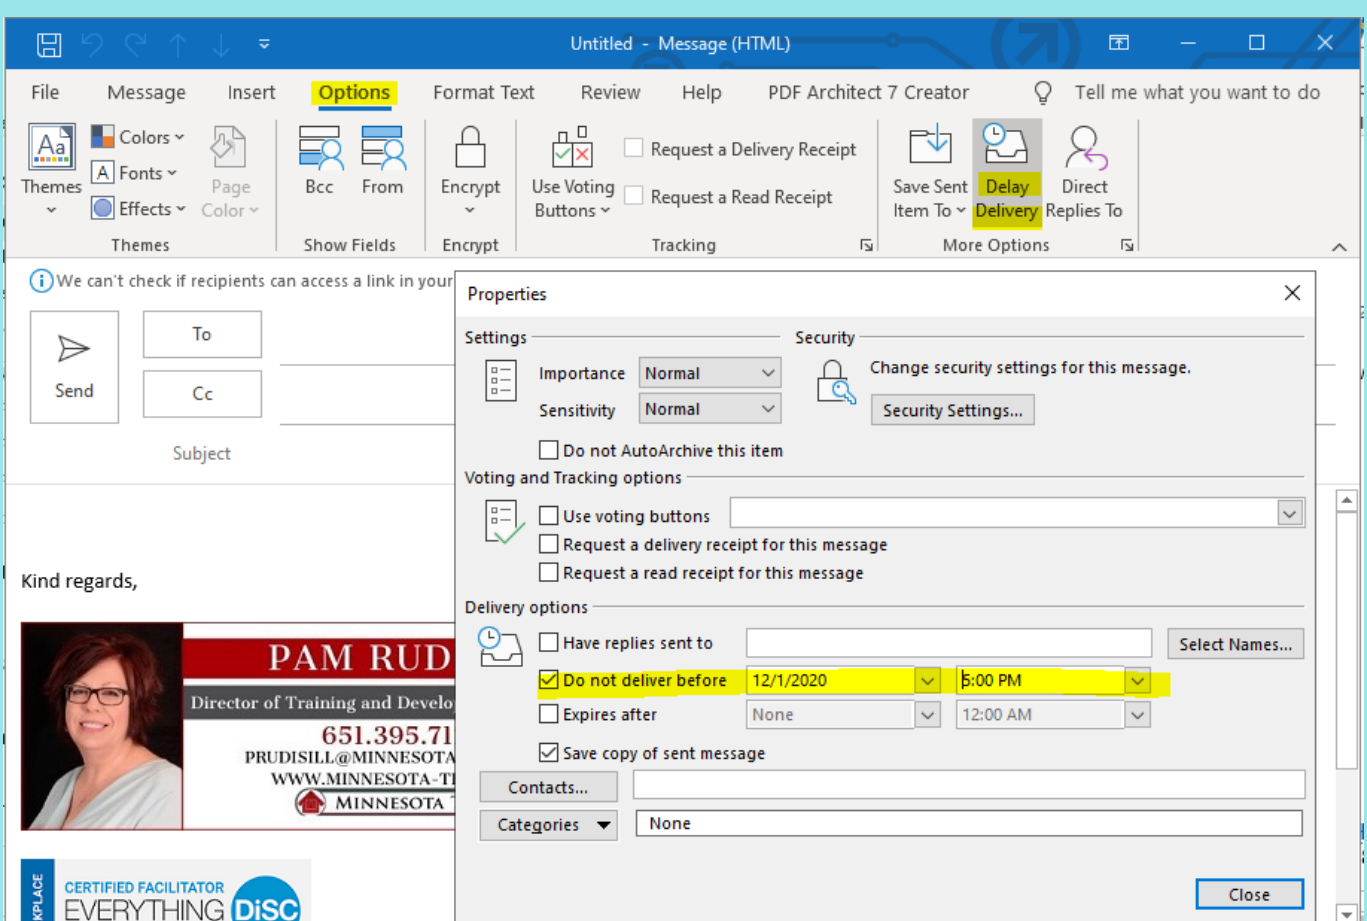 Untitled - Message (HTML)
File Message Insert Options Format Text Review Help PDF Architect 7 Creator Tell me what you want to do
Aa
Themes
Colors
A Fonts
Effects
Page
Color
Themes
Bcc
From
Show Fields
Encrypt
Encrypt
Use Voting
Buttons
Request a Delivery Receipt
Request a Read Receipt
Tracking
Save Sent
Item To
Delay
Delivery
Direct
Replies To
More Options
We can't check if recipients can access a link in your
Send
To
Cc
Subject
Kind regards,
PAM RUD
Director of Training and Develo
651.395.71
PRUDISILL@MINNESOTA
WWW.MINNESOTA-T
MINNESOTA
KPLACE
CERTIFIED FACILITATOR
EVERYTHING DiSC
Properties
Settings
Importance Normal
Sensitivity Normal
Do not AutoArchive this item
Security
Change security settings for this message.
Security Settings...
Voting and Tracking options
Use voting buttons
Request a delivery receipt for this message
Request a read receipt for this message
Delivery options
Have replies sent to Select Names...
Do not deliver before 12/1/2020 5:00 PM
Expires after None 12:00 AM
Save copy of sent message
Contacts...
Categories None
Close